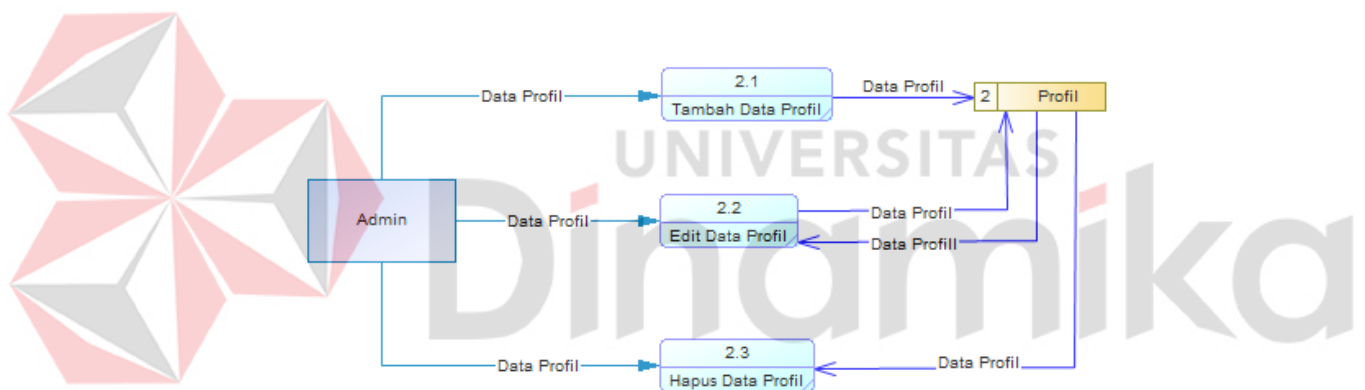 2.1
Data Profil
Tambah Data Profil
Data Profil
2
Profil
UNIVERSITAS
Dinamika
Admin
Data Profil
2.2
Edit Data Profil
Data Profil
Data Profill
Data Profil
2.3
Hapus Data Profil
Data Profil